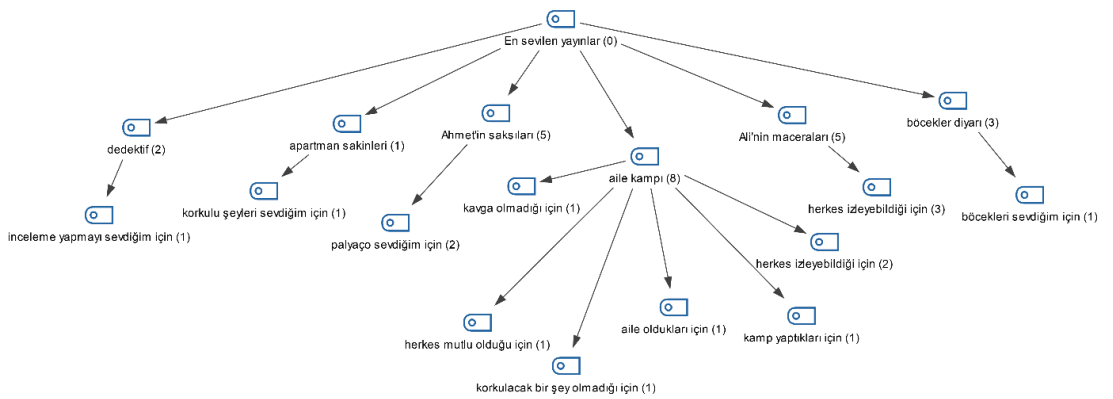 En sevilen yayınlar (0)
dedektif (2)
apartman sakinleri (1)
Ahmet'in saksıları (5)
aile kampı (8)
Ali'nin maceraları (5)
böcekler diyarı (3)
inceleme yapmayı sevdiğim için (1)
korkulu şeyleri sevdiğim için (1)
palyaço sevdiğim için (2)
kavga olmadığı için (1)
herkes izleyebildiği için (3)
böcekleri sevdiğim için (1)
herkes izleyebildiği için (2)
herkes mutlu olduğu için (1)
korkulacak bir şey olmadığı için (1)
aile oldukları için (1)
kamp yaptıkları için (1)